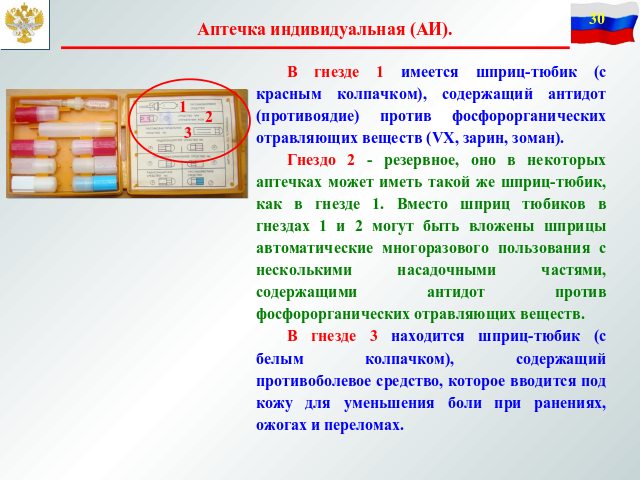 30
Аптечка индивидуальная (АИ).
1
2
3
В гнезде 1 имеется шприц-тюбик (с
красным колпачком), содержащий антидот
(противоядие) против фосфорорганических
отравляющих веществ (VX, зарин, зоман).
Гнездо 2 - резервное, оно в некоторых
аптечках может иметь такой же шприц-тюбик,
как в гнезде 1. Вместо шприц тюбиков в
гнездах 1 и 2 могут быть вложены шприцы
автоматические многоразового пользования с
несколькими насадочными частями,
содержащими антидот против
фосфорорганических отравляющих веществ.
В гнезде 3 находится шприц-тюбик (с
белым колпачком), содержащий
противоболевое средство, которое вводится под
кожу для уменьшения боли при ранениях,
ожогах и переломах.